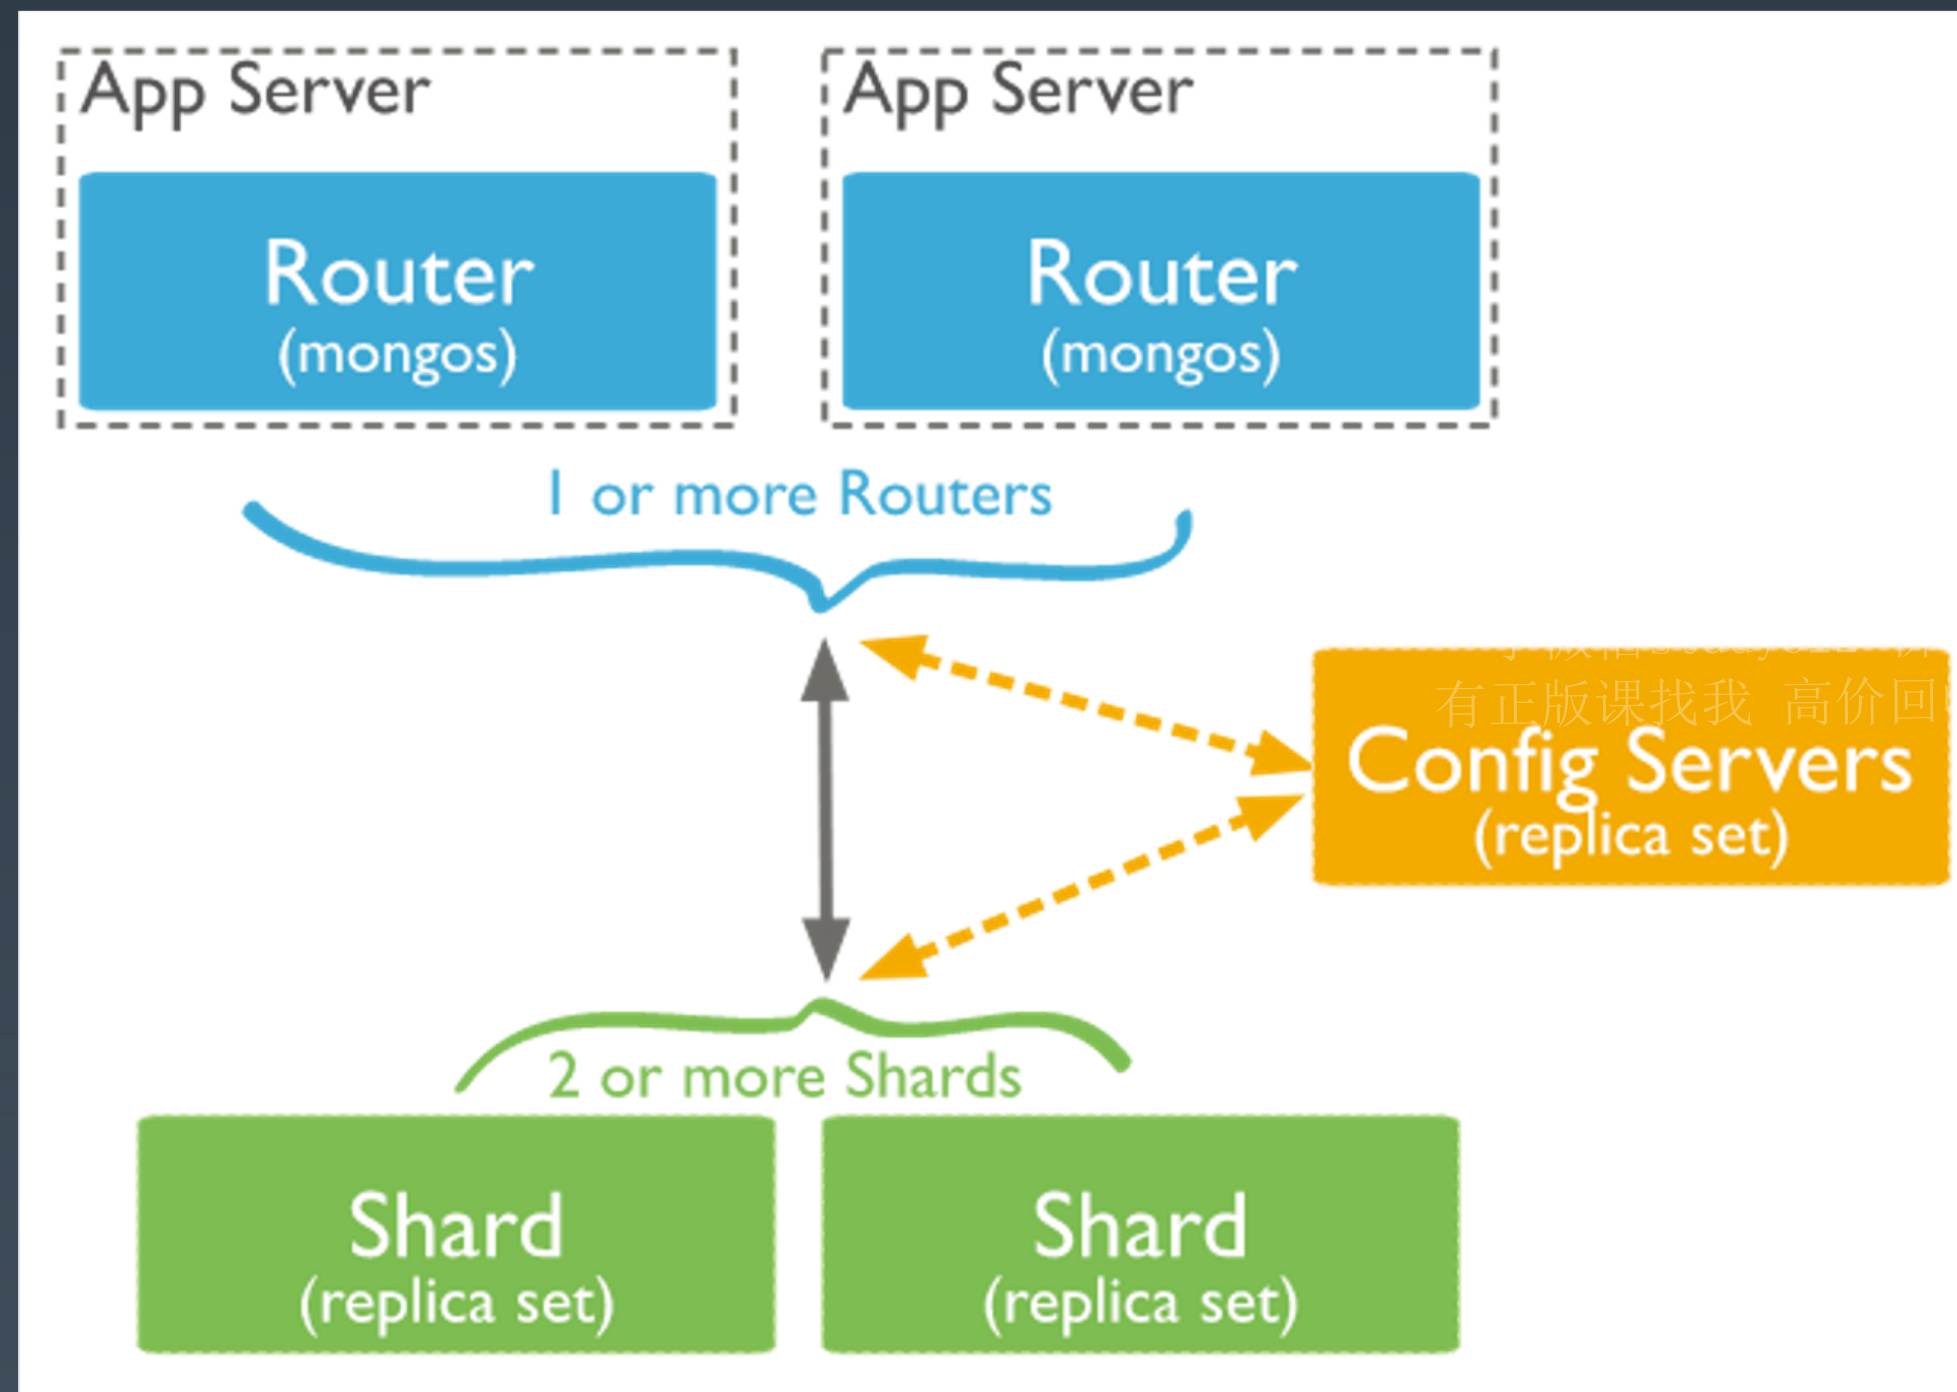 App Server
App Server
Router
(mongos)
Router
(mongos)
1 or more Routers
有正版课找我 高价回
Config Servers
(replica set)
2 or more Shards
Shard
(replica set)
Shard
(replica set)